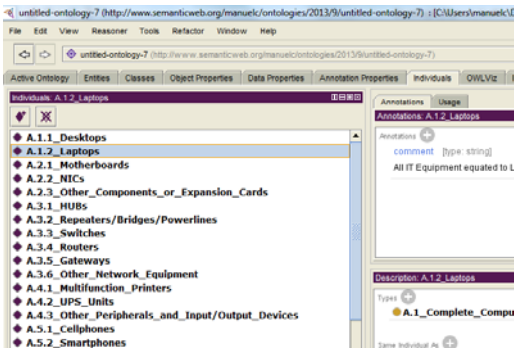 untitled-ontology-7 (http://www.semanticweb.org/manuelc/ontologies/2013/9/untitled-ontology-7) : [C:\Users\manuelc\
File Edit View Reasoner Tools Refactor Window Help
untitled-ontology-7 (http://www.semanticweb.org/manuelc/ontologies/2013/9/untitled-ontology-7)
Active Ontology Entities Classes Object Properties Data Properties Annotation Properties Individuals OWLViz
Individuals: A.1.2_Laptops
A.1.1_Desktops
A.1.2_Laptops
A.2.1_Motherboards
A.2.2_NICs
A.2.3_Other_Components_or_Expansion_Cards
A.3.1_HUBs
A.3.2_Repeaters/Bridges/Powerlines
A.3.3_Switches
A.3.4_Routers
A.3.5_Gateways
A.3.6_Other_Network_Equipment
A.4.1_Multifunction_Printers
A.4.2_UPS_Units
A.4.3_Other_Peripherals_and_Input/Output_Devices
A.5.1_Cellphones
A.5.2_Smartphones
Annotations Usage
Annotations: A.1.2_Laptops
Annotations
comment [type: string]
All IT Equipment equated to L
Description: A.1.2_Laptops
Types
A.1_Complete_Compu
Same Individual As